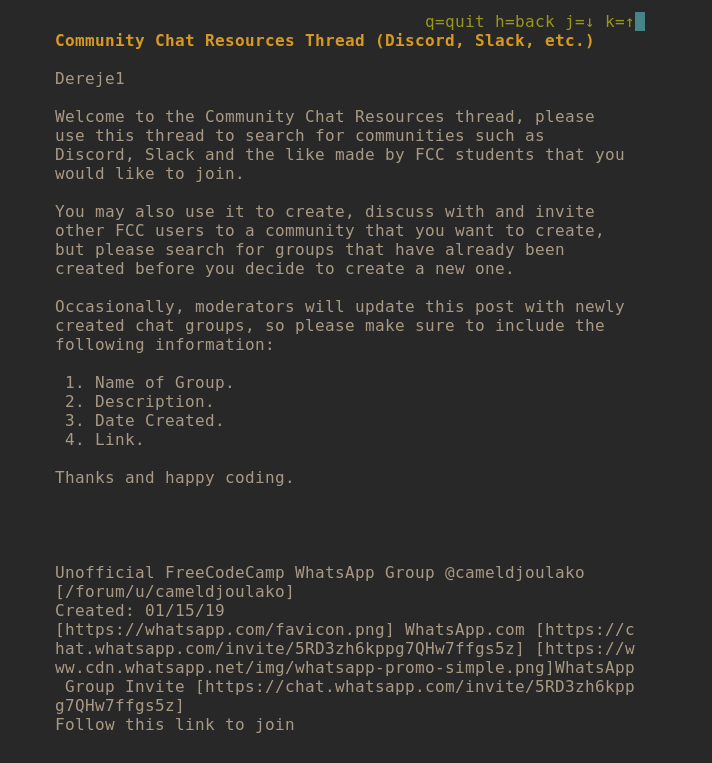 q=quit h=back j=↓ k=↑
Community Chat Resources Thread (Discord, Slack, etc.)
Dereje1
Welcome to the Community Chat Resources thread, please
use this thread to search for communities such as
Discord, Slack and the like made by FCC students that you
would like to join.
You may also use it to create, discuss with and invite
other FCC users to a community that you want to create,
but please search for groups that have already been
created before you decide to create a new one.
Occasionally, moderators will update this post with newly
created chat groups, so please make sure to include the
following information:
1. Name of Group.
2. Description.
3. Date Created.
4. Link.
Thanks and happy coding.
Unofficial FreeCodeCamp WhatsApp Group @cameldjoulako
[/forum/u/cameldjoulako]
Created: 01/15/19
[https://whatsapp.com/favicon.png] WhatsApp.com [https://c
hat.whatsapp.com/invite/5RD3zh6kppg7QHw7ffgs5z] [https://w
ww.cdn.whatsapp.net/img/whatsapp-promo-simple.png]WhatsApp
Group Invite [https://chat.whatsapp.com/invite/5RD3zh6kpp
g7QHw7ffgs5z]
Follow this link to join